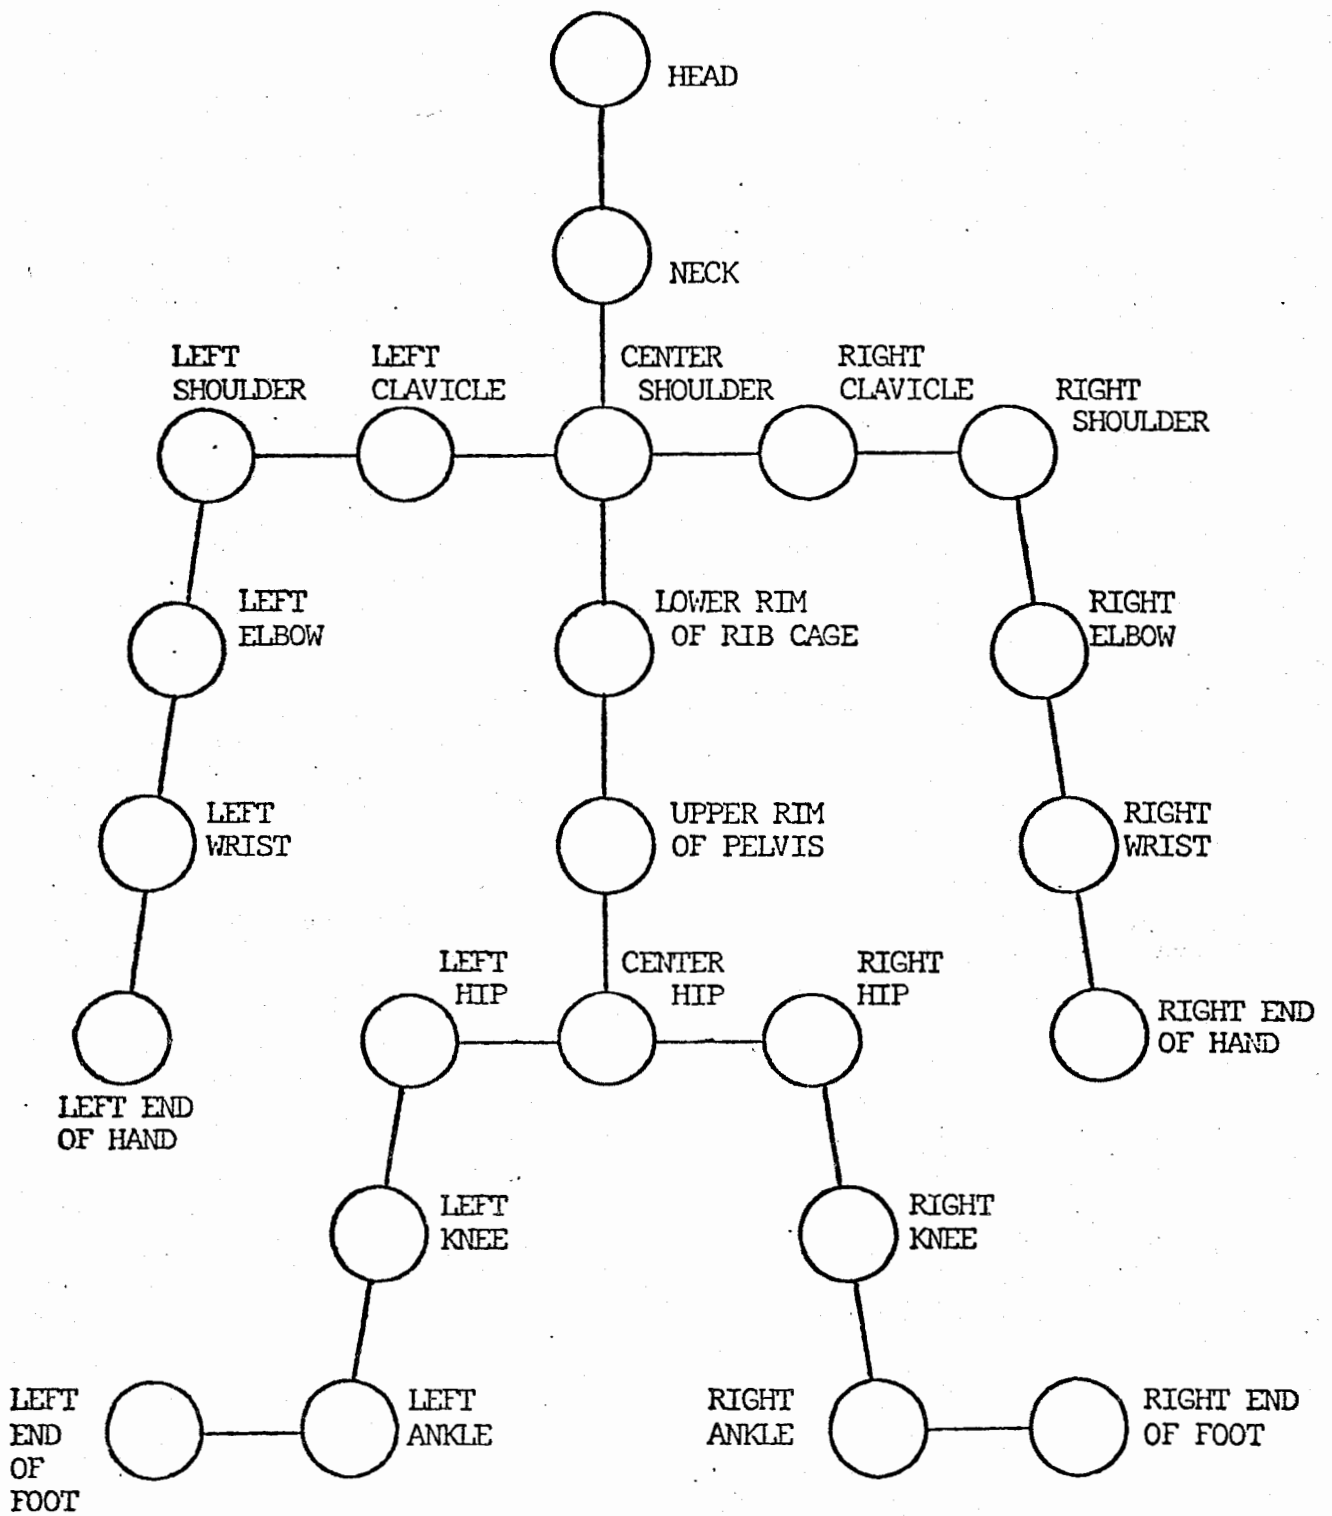 HEAD
NECK
LEFT
SHOULDER
LEFT
CLAVICLE
CENTER
SHOULDER
RIGHT
CLAVICLE
RIGHT
SHOULDER
LEFT
ELBOW
LOWER RIM
OF RIB CAGE
RIGHT
ELBOW
LEFT
WRIST
UPPER RIM
OF PELVIS
RIGHT
WRIST
LEFT
HIP
CENTER
HIP
RIGHT
HIP
RIGHT END
OF HAND
LEFT END
OF HAND
LEFT
KNEE
RIGHT
KNEE
LEFT
END
OF
FOOT
LEFT
ANKLE
RIGHT
ANKLE
RIGHT END
OF FOOT